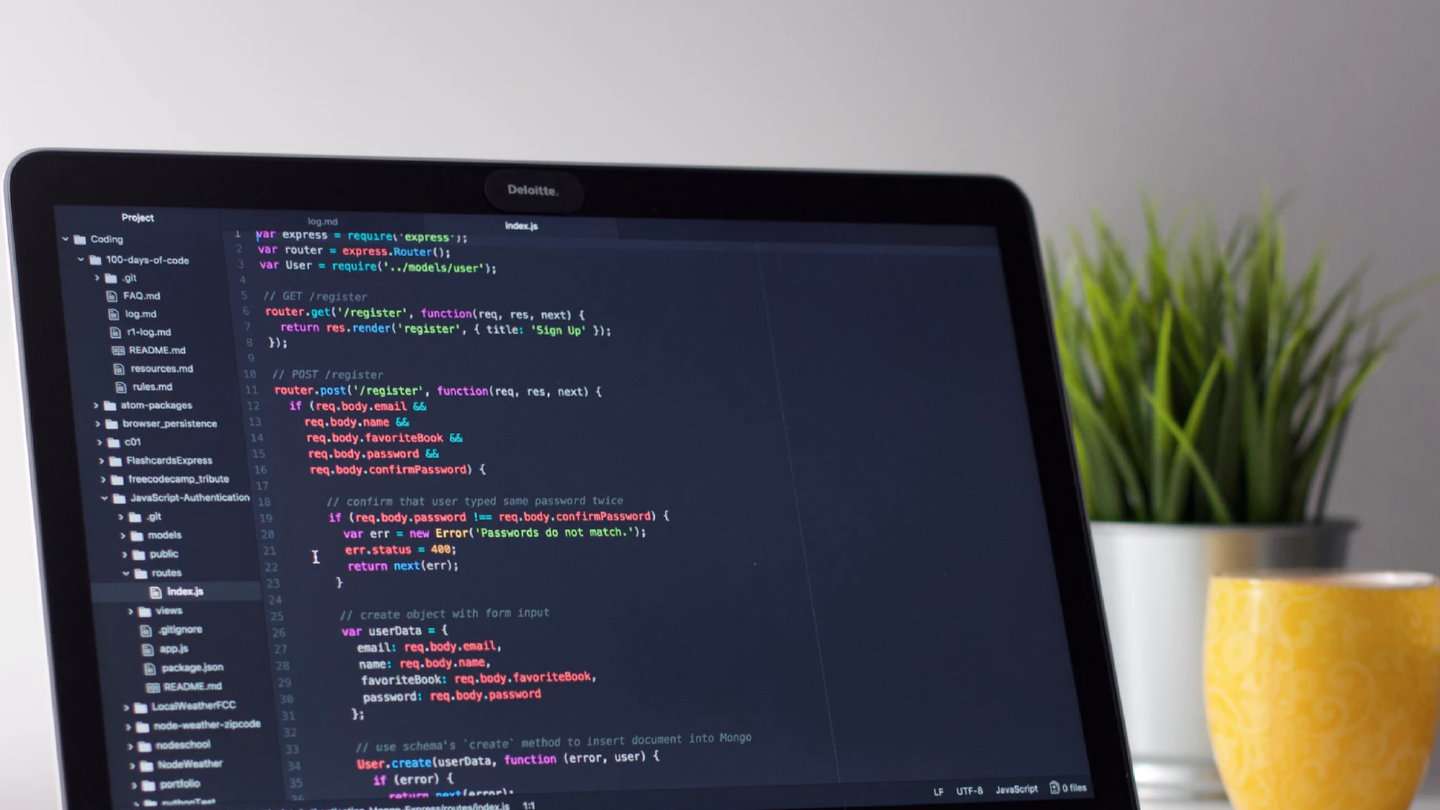 Deloitte.
Project
Coding
100-days-of-code
.git
FAQ.md
log.md
r1-log.md
README.md
resources.md
rules.md
atom-packages
browser_persistence
c01
FlashcardsExpress
freecodecamp_tribute
JavaScript-Authentication
.git
models
public
routes
index.js
views
.gitignore
app.js
package.json
README.md
LocalWeatherFCC
node-weather-zipcode
nodeschool
NodeWeather
portfolio
pythonTest
log.md index.js
1 var express = require('express');
2 var router = express.Router();
3 var User = require('../models/user');
4
5 // GET /register
6 router.get('/register', function(req, res, next) {
7 return res.render('register', { title: 'Sign Up' });
8 });
9
10 // POST /register
11 router.post('/register', function(req, res, next) {
12 if (req.body.email &&
13 req.body.name &&
14 req.body.favoriteBook &&
15 req.body.password &&
16 req.body.confirmPassword) {
17
18 // confirm that user typed same password twice
19 if (req.body.password !== req.body.confirmPassword) {
20 var err = new Error('Passwords do not match.');
21 err.status = 400;
22 return next(err);
23 }
24
25 // create object with form input
26 var userData = {
27 email: req.body.email,
28 name: req.body.name,
29 favoriteBook: req.body.favoriteBook,
30 password: req.body.password
31 };
32
33 // use schema's `create` method to insert document into Mongo
34 User.create(userData, function (error, user) {
35 if (error) {
36 return next(error);
Mongo-Express/routes/index.js 1:1 LF UTF-8 JavaScript 0 files